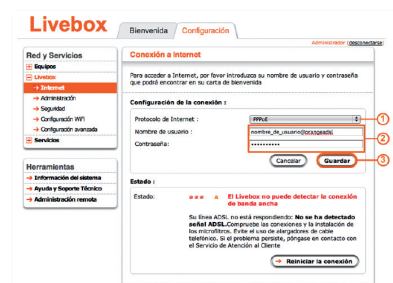 Livebox
Bienvenida
Configuración
Administrador (desconectarse)
Red y Servicios
Equipos
Livebox
Internet
Administración
Seguridad
Configuración WiFi
Configuración avanzada
Servicios
Herramientas
Información del sistema
Ayuda y Soporte Técnico
Administración remota
Conexión a Internet
Para acceder a Internet, por favor introduzca su nombre de usuario y contraseña
que podrá encontrar en su carta de bienvenida
Configuración de la conexión :
Protocolo de Internet :
PPPoE
1
Nombre de usuario :
nombre_de_usuario@orangeadsl
2
Contraseña:
**********
Cancelar
Guardar
3
Estado :
Estado:
El Livebox no puede detectar la conexión
de banda ancha
Su línea ADSL no está respondiendo: No se ha detectado
señal ADSL.Compruebe las conexiones y la instalación de
los microfiltros. Evite el uso de alargadores de cable
telefónico. Si el problema persiste, póngase en contacto con
el Servicio de Atención al Cliente
Reiniciar la conexión